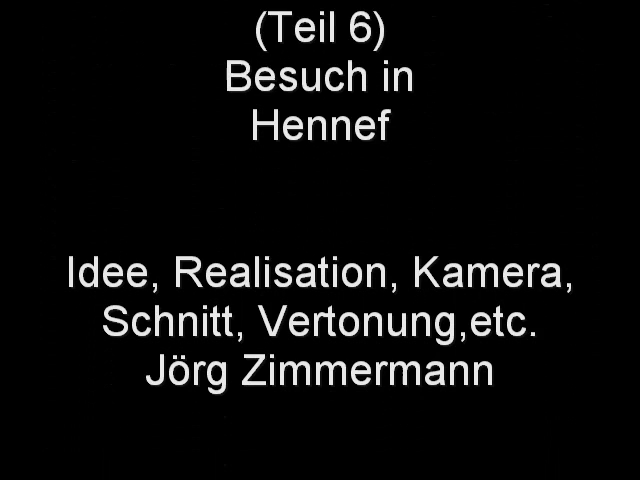 (Teil 6)
Besuch in
Hennef
Idee, Realisation, Kamera,
Schnitt, Vertonung,etc.
Jörg Zimmermann